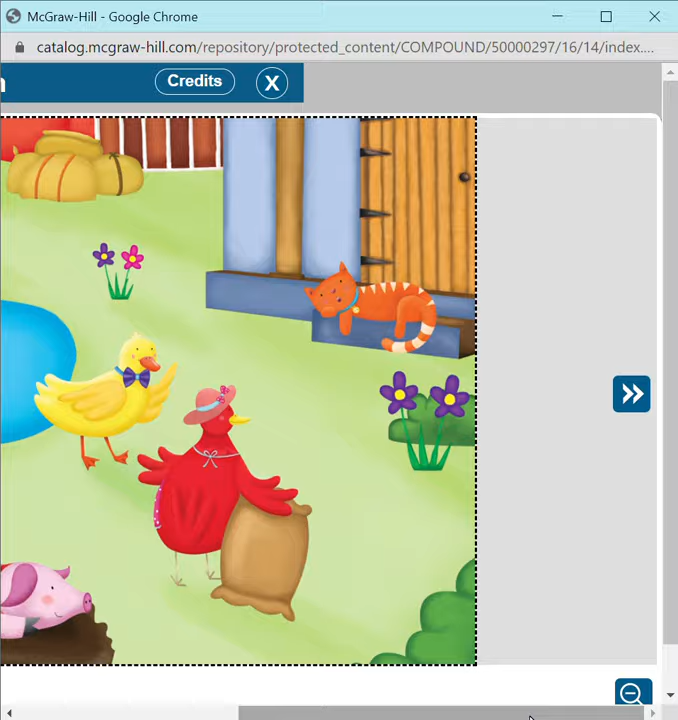 McGraw-Hill - Google Chrome
catalog.mcgraw-hill.com/repository/protected_content/COMPOUND/50000297/16/14/index....
Credits X